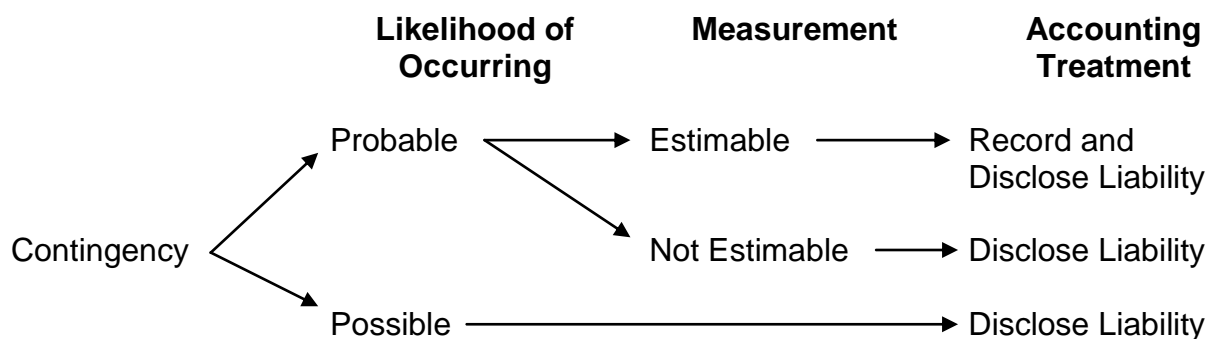 Likelihood of Occurring Measurement Accounting Treatment
Probable Estimable Record and Disclose Liability
Contingency Not Estimable Disclose Liability
Possible Disclose Liability